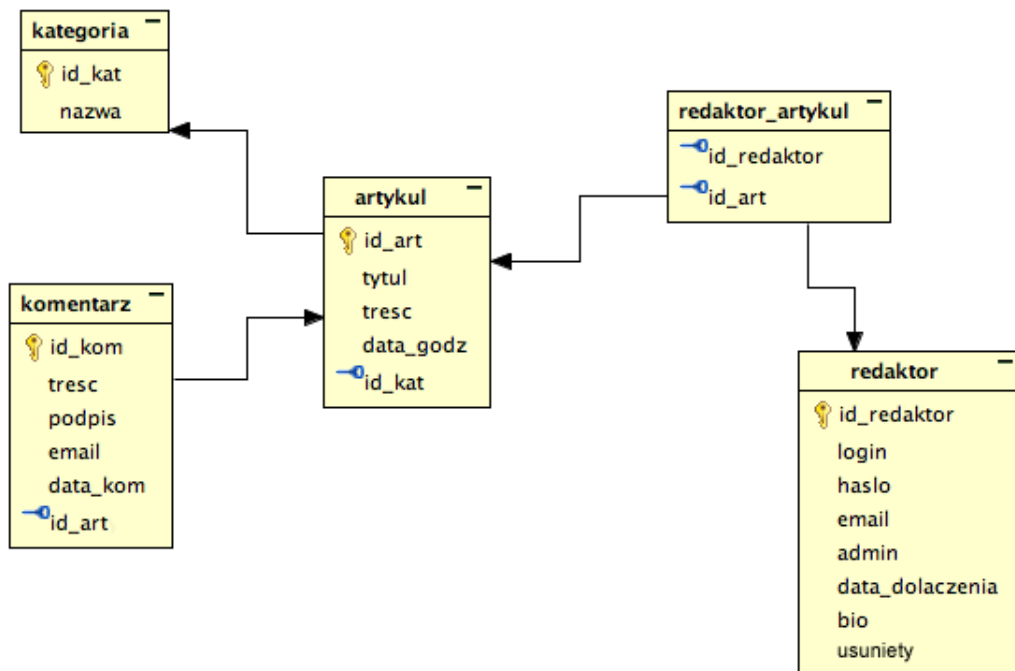 kategoria
id_kat
nazwa
redaktor_artykul
id_redaktor
id_art
artykul
id_art
tytul
tresc
data_godz
id_kat
komentarz
id_kom
tresc
podpis
email
data_kom
id_art
redaktor
id_redaktor
login
haslo
email
admin
data_dolaczenia
bio
usuniety